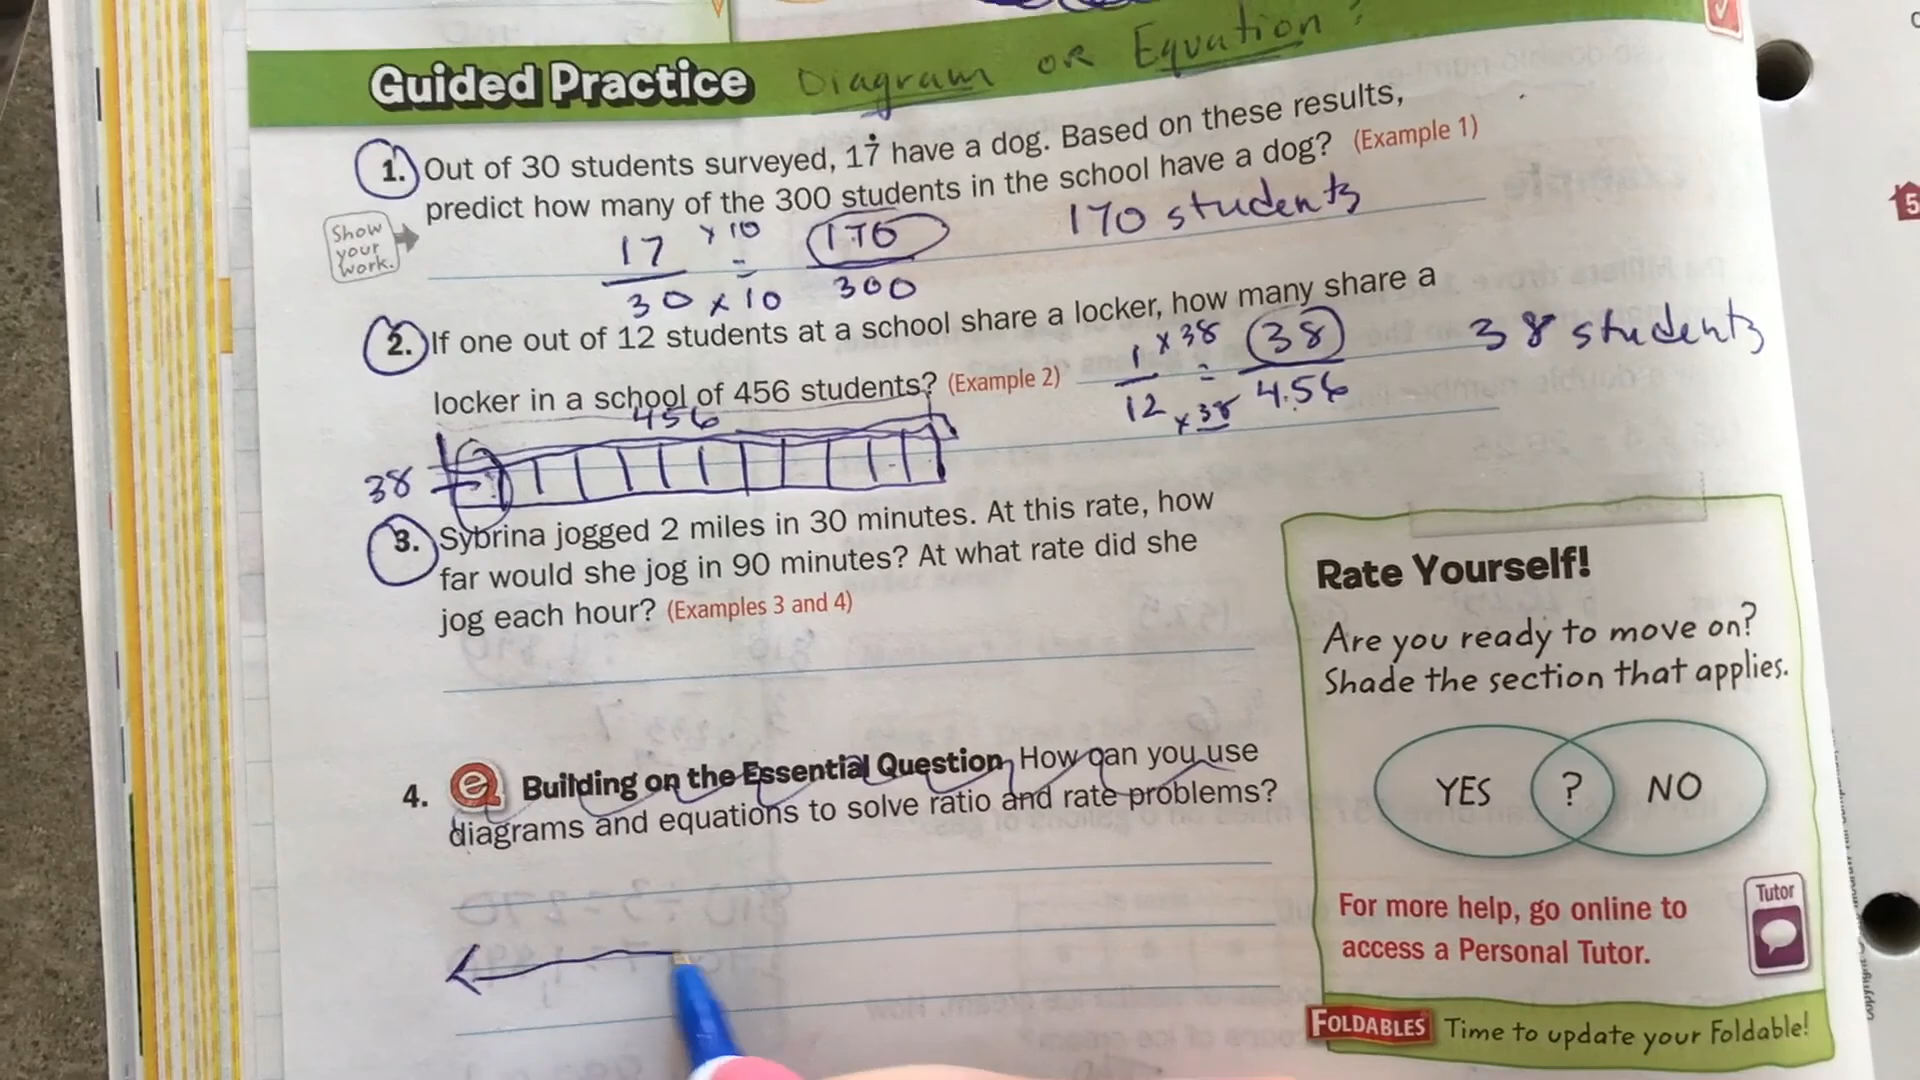 Guided Practice Diagram OR Equation?
1. Out of 30 students surveyed, 17 have a dog. Based on these results,
predict how many of the 300 students in the school have a dog? (Example 1)
Show
your
work.
17 x 10 = 170
30 x 10 300
170 students
2. If one out of 12 students at a school share a locker, how many share a
locker in a school of 456 students? (Example 2)
1 x 38 = 38
12 x 38 456
38 students
456
38
3. Sybrina jogged 2 miles in 30 minutes. At this rate, how
far would she jog in 90 minutes? At what rate did she
jog each hour? (Examples 3 and 4)
4. Building on the Essential Question How can you use
diagrams and equations to solve ratio and rate problems?
Rate Yourself!
Are you ready to move on?
Shade the section that applies.
YES ? NO
For more help, go online to
access a Personal Tutor.
Tutor
FOLDABLES Time to update your Foldable!
5